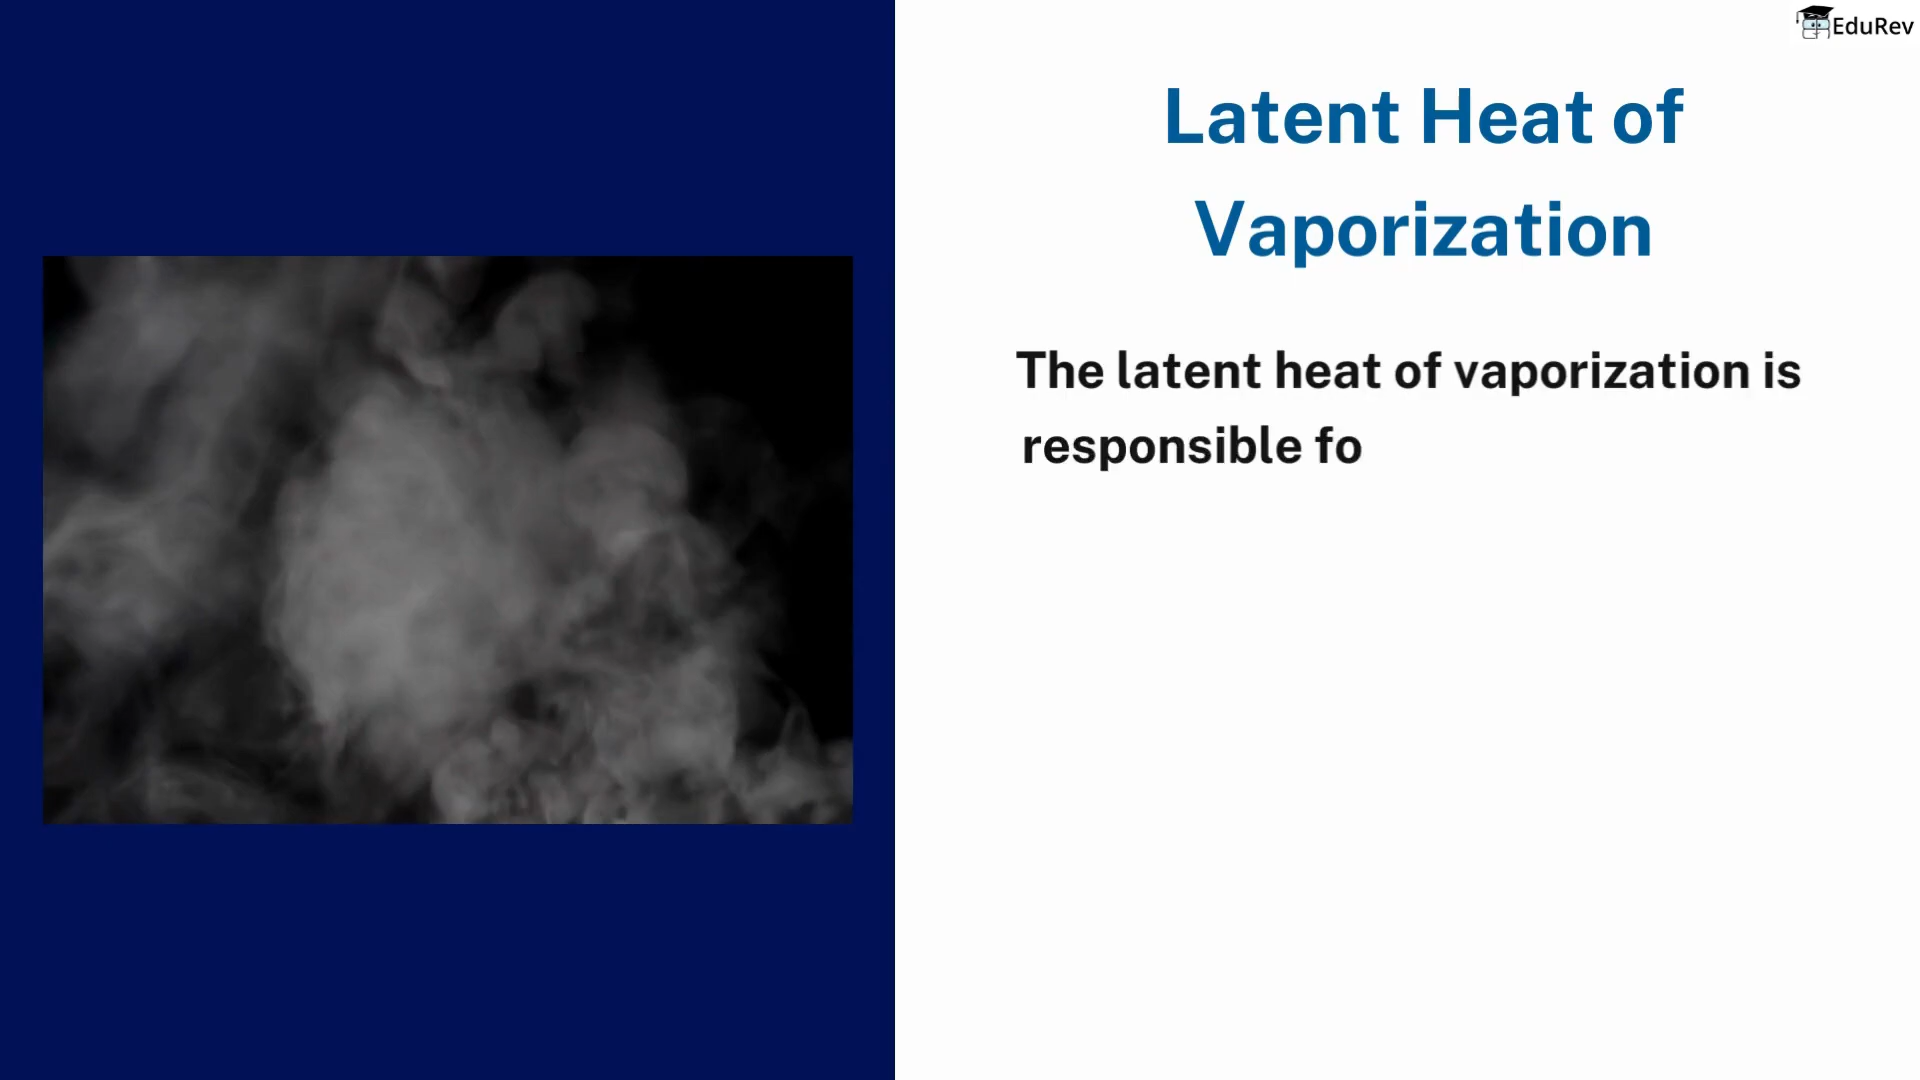 EduRev
Latent Heat of
Vaporization
The latent heat of vaporization is
responsible fo